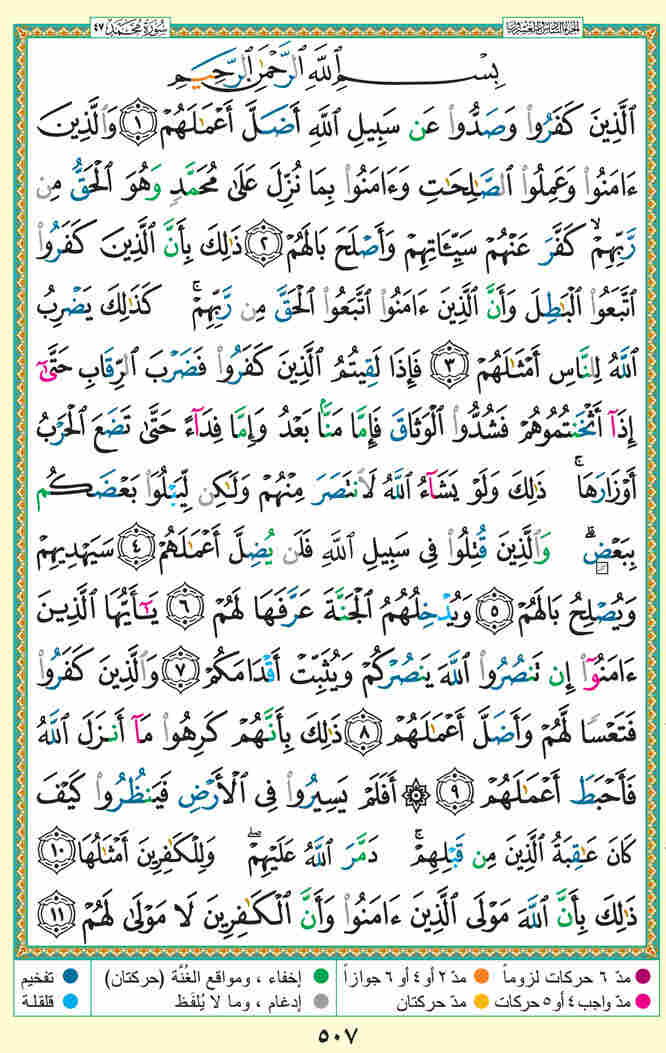 سُورَةُ مُحَمَّدٍ ٤٧ الجزء السادس والعشرون
بِسْمِ ٱللَّهِ ٱلرَّحْمَٰنِ ٱلرَّحِيمِ
ٱلَّذِينَ كَفَرُوا۟ وَصَدُّوا۟ عَن سَبِيلِ ٱللَّهِ أَضَلَّ أَعْمَٰلَهُمْ ١ وَٱلَّذِينَ
ءَامَنُوا۟ وَعَمِلُوا۟ ٱلصَّٰلِحَٰتِ وَءَامَنُوا۟ بِمَا نُزِّلَ عَلَىٰ مُحَمَّدٍ وَهُوَ ٱلْحَقُّ مِن
رَّبِّهِمْ ۙ كَفَّرَ عَنْهُمْ سَيِّـَٔاتِهِمْ وَأَصْلَحَ بَالَهُمْ ٢ ذَٰلِكَ بِأَنَّ ٱلَّذِينَ كَفَرُوا۟
ٱتَّبَعُوا۟ ٱلْبَٰطِلَ وَأَنَّ ٱلَّذِينَ ءَامَنُوا۟ ٱتَّبَعُوا۟ ٱلْحَقَّ مِن رَّبِّهِمْ ۚ كَذَٰلِكَ يَضْرِبُ
ٱللَّهُ لِلنَّاسِ أَمْثَٰلَهُمْ ٣ فَإِذَا لَقِيتُمُ ٱلَّذِينَ كَفَرُوا۟ فَضَرْبَ ٱلرِّقَابِ حَتَّىٰٓ
إِذَآ أَثْخَنتُمُوهُمْ فَشُدُّوا۟ ٱلْوَثَاقَ فَإِمَّا مَنًّۢا بَعْدُ وَإِمَّا فِدَآءً حَتَّىٰ تَضَعَ ٱلْحَرْبُ
أَوْزَارَهَا ۚ ذَٰلِكَ وَلَوْ يَشَآءُ ٱللَّهُ لَٱنتَصَرَ مِنْهُمْ وَلَٰكِن لِّيَبْلُوَا۟ بَعْضَكُم
بِبَعْضٍ ۗ وَٱلَّذِينَ قُتِلُوا۟ فِى سَبِيلِ ٱللَّهِ فَلَن يُضِلَّ أَعْمَٰلَهُمْ ٤ سَيَهْدِيهِمْ
وَيُصْلِحُ بَالَهُمْ ٥ وَيُدْخِلُهُمُ ٱلْجَنَّةَ عَرَّفَهَا لَهُمْ ٦ يَٰٓأَيُّهَا ٱلَّذِينَ
ءَامَنُوٓا۟ إِن تَنصُرُوا۟ ٱللَّهَ يَنصُرْكُمْ وَيُثَبِّتْ أَقْدَامَكُمْ ٧ وَٱلَّذِينَ كَفَرُوا۟
فَتَعْسًا لَّهُمْ وَأَضَلَّ أَعْمَٰلَهُمْ ٨ ذَٰلِكَ بِأَنَّهُمْ كَرِهُوا۟ مَآ أَنزَلَ ٱللَّهُ
فَأَحْبَطَ أَعْمَٰلَهُمْ ٩ ۞ أَفَلَمْ يَسِيرُوا۟ فِى ٱلْأَرْضِ فَيَنظُرُوا۟ كَيْفَ
كَانَ عَٰقِبَةُ ٱلَّذِينَ مِن قَبْلِهِمْ ۚ دَمَّرَ ٱللَّهُ عَلَيْهِمْ ۖ وَلِلْكَٰفِرِينَ أَمْثَٰلُهَا ١٠
ذَٰلِكَ بِأَنَّ ٱللَّهَ مَوْلَى ٱلَّذِينَ ءَامَنُوا۟ وَأَنَّ ٱلْكَٰفِرِينَ لَا مَوْلَىٰ لَهُمْ ١١
مدّ ٦ حركات لزوماً مدّ ٢ أو ٤ أو ٦ جوازاً إخفاء ، ومواقع الغُنَّة (حركتان) تفخيم
مدّ واجب ٤ أو ٥ حركات مدّ حركتان إدغام ، وما لا يُلفَظ قلقلة
٥٠٧